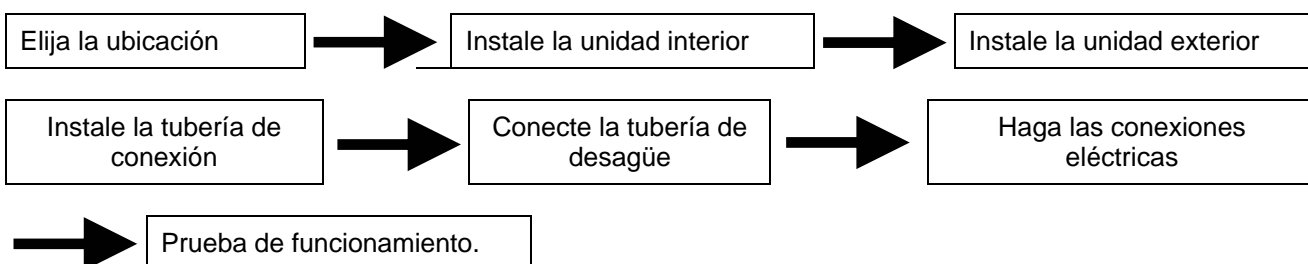 Elija la ubicación
Instale la unidad interior
Instale la unidad exterior
Instale la tubería de
conexión
Conecte la tubería de
desagüe
Haga las conexiones
eléctricas
Prueba de funcionamiento.